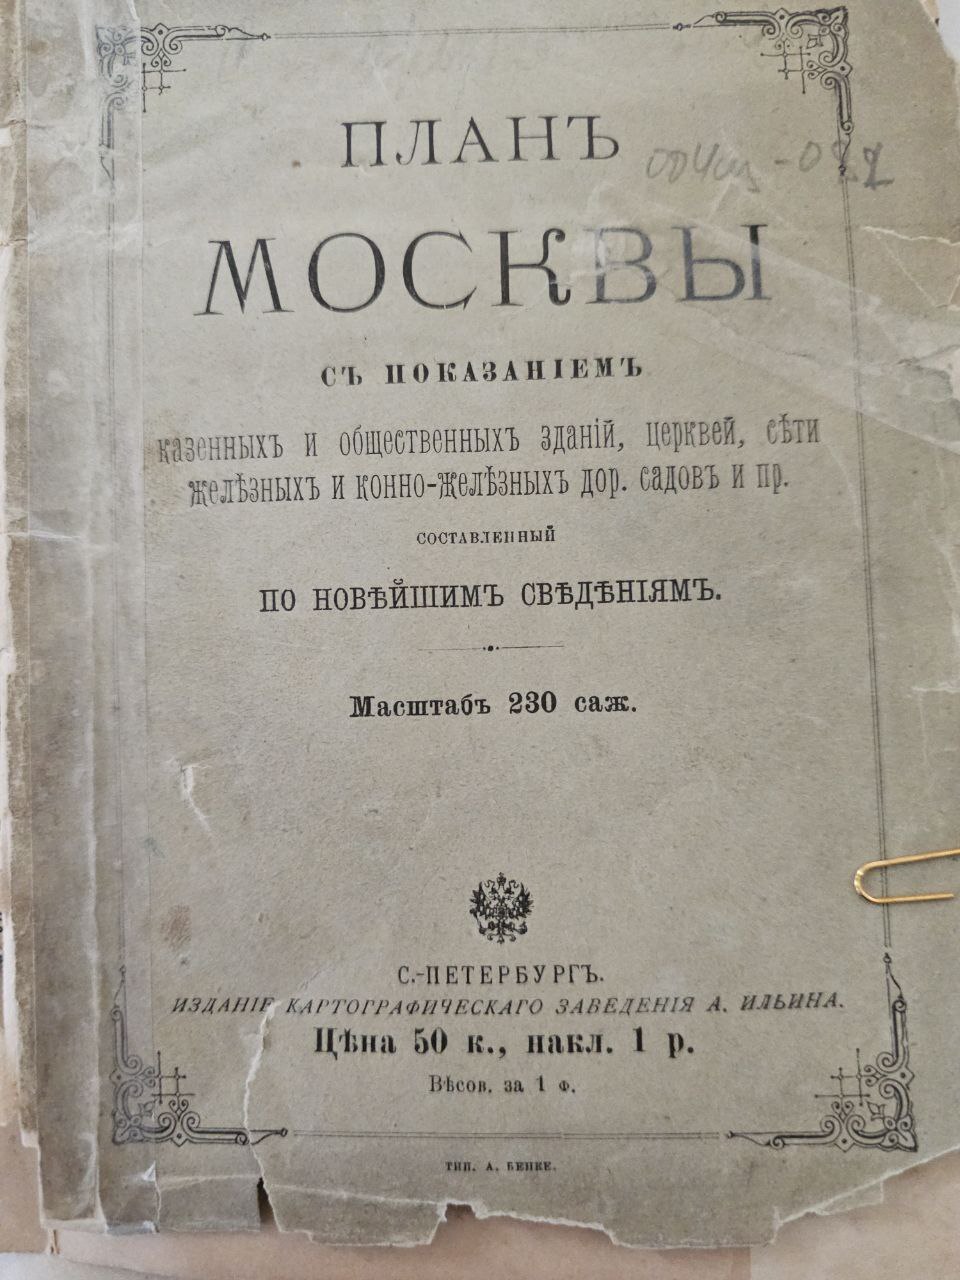 ПЛАНЪ
МОСКВЫ
СЪ ПОКАЗАНІЕМЪ
казенныхъ и общественныхъ зданій, церквей, сѣти
желѣзныхъ и конно-желѣзныхъ дор. садовъ и пр.
СОСТАВЛЕННЫЙ
ПО НОВѢЙШИМЪ СВѢДѢНІЯМЪ.
Масштабъ 230 саж.
С.-ПЕТЕРБУРГЪ.
ИЗДАНІЕ КАРТОГРАФИЧЕСКАГО ЗАВЕДЕНІЯ А. ИЛЬИНА.
Цѣна 50 к., накл. 1 р.
Вѣсов. за 1 ф.
ТИП. А. БЕНКЕ.